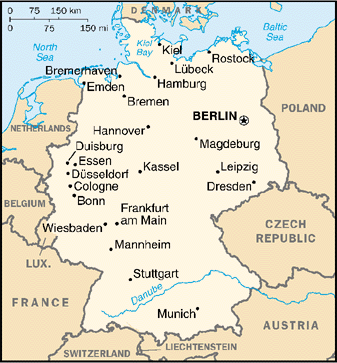 0 75 150 km
0 75 150 mi
DENMARK
North
Sea
Baltic
Sea
Kiel
Bay
Kiel
Rostock
Lübeck
Bremerhaven
Emden
Hamburg
Bremen
BERLIN
POLAND
Hannover
NETHERLANDS
Magdeburg
Duisburg
Essen
Düsseldorf
Kassel
Leipzig
Cologne
Dresden
Bonn
BELGIUM
Frankfurt
am Main
Wiesbaden
CZECH
REPUBLIC
LUX.
Mannheim
Stuttgart
FRANCE
Danube
Munich
AUSTRIA
SWITZERLAND
LIECHTENSTEIN